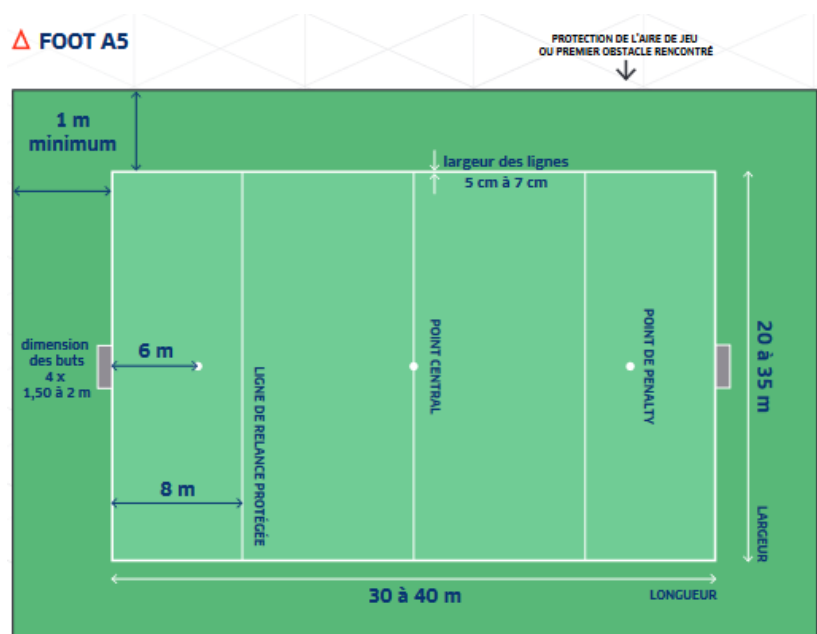 FOOT A5
PROTECTION DE L'AIRE DE JEU
OU PREMIER OBSTACLE RENCONTRÉ
1 m
minimum
largeur des lignes
5 cm à 7 cm
dimension
des buts
4 x
1,50 à 2 m
6 m
8 m
LIGNE DE RELANCE PROTÉGÉE
POINT CENTRAL
POINT DE PENALTY
20 à 35 m
LARGEUR
30 à 40 m
LONGUEUR